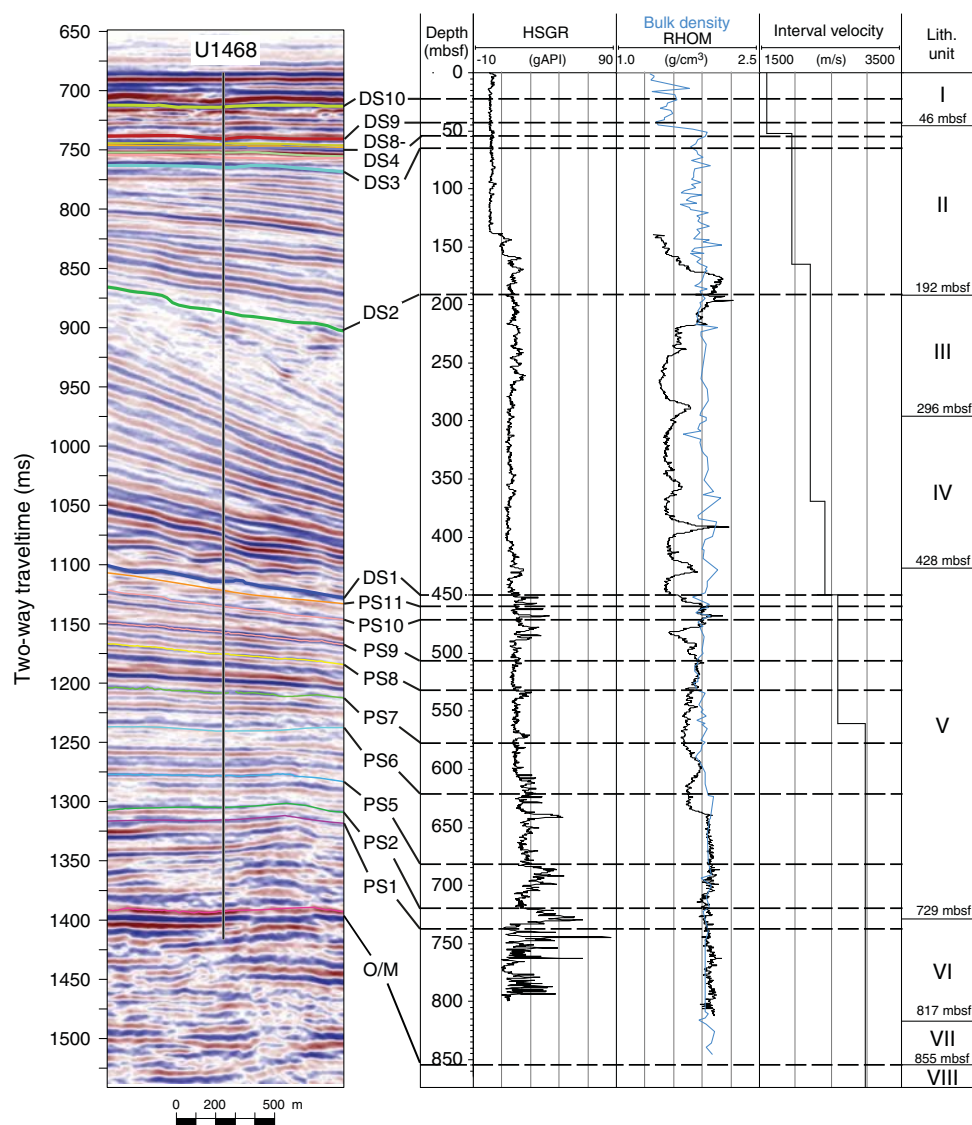 U1468
Two-way traveltime (ms)
650
700
750
800
850
900
950
1000
1050
1100
1150
1200
1250
1300
1350
1400
1450
1500
0 200 500 m
DS10
DS9
DS8-
DS4
DS3
DS2
DS1
PS11
PS10
PS9
PS8
PS7
PS6
PS5
PS2
PS1
O/M
Depth
(mbsf)
0
50
100
150
200
250
300
350
400
450
500
550
600
650
700
750
800
850
HSGR
-10 (gAPI) 90
Bulk density
RHOM
1.0 (g/cm³) 2.5
Interval velocity
1500 (m/s) 3500
Lith.
unit
I
46 mbsf
II
192 mbsf
III
296 mbsf
IV
428 mbsf
V
729 mbsf
VI
817 mbsf
VII
855 mbsf
VIII